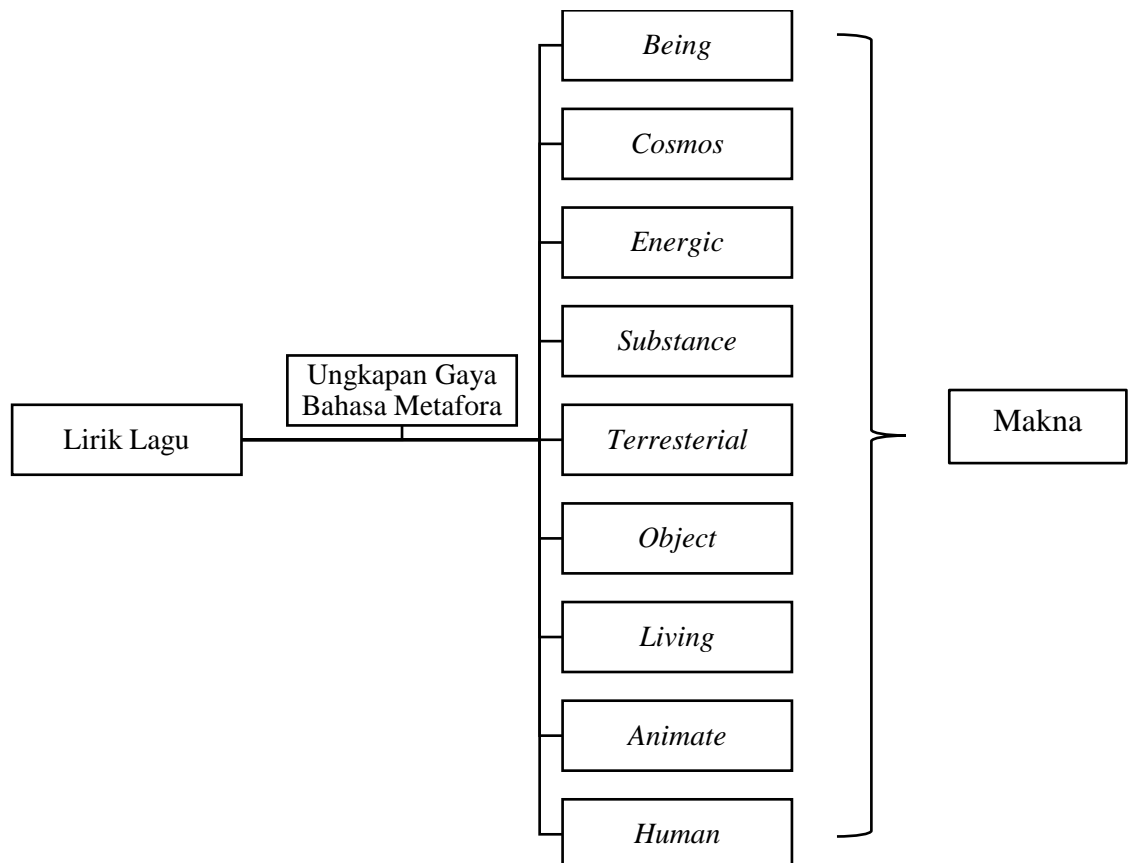 Lirik Lagu
Ungkapan Gaya
Bahasa Metafora
Being
Cosmos
Energic
Substance
Terresterial
Object
Living
Animate
Human
Makna